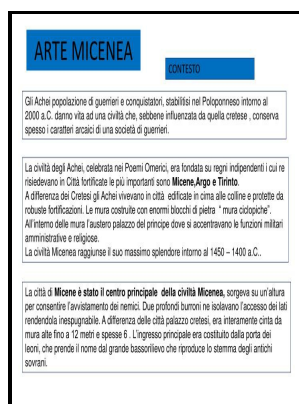 ARTE MICENEA
CONTESTO
Gli Achei popolazione di guerrieri e conquistatori, stabilitisi nel Poloponneso intorno al
2000 a.C. danno vita ad una civiltà che, sebbene influenzata da quella cretese , conserva
spesso i caratteri arcaici di una società di guerrieri.
La civiltà degli Achei, celebrata nei Poemi Omerici, era fondata su regni indipendenti i cui re
risiedevano in Città fortificate le più importanti sono Micene,Argo e Tirinto.
A differenza dei Cretesi gli Achei vivevano in città edificate in cima alle colline e protette da
robuste fortificazioni. Le mura costruite con enormi blocchi di pietra " mura ciclopiche".
All'interno delle mura l'austero palazzo del principe dove si accentravano le funzioni militari
amministrative e religiose.
La civiltà Micenea raggiunse il suo massimo splendore intorno al 1450 – 1400 a.C..
La città di Micene è stato il centro principale della civiltà Micenea, sorgeva su un'altura
per consentire l'avvistamento dei nemici. Due profondi burroni ne isolavano l'accesso dei lati
rendendola inespugnabile. A differenza delle città palazzo cretesi, era interamente cinta da
mura alte fino a 12 metri e spesse 6 . L'ingresso principale era costituito dalla porta dei
leoni, che prende il nome dal grande bassorilievo che riproduce lo stemma degli antichi
sovrani.